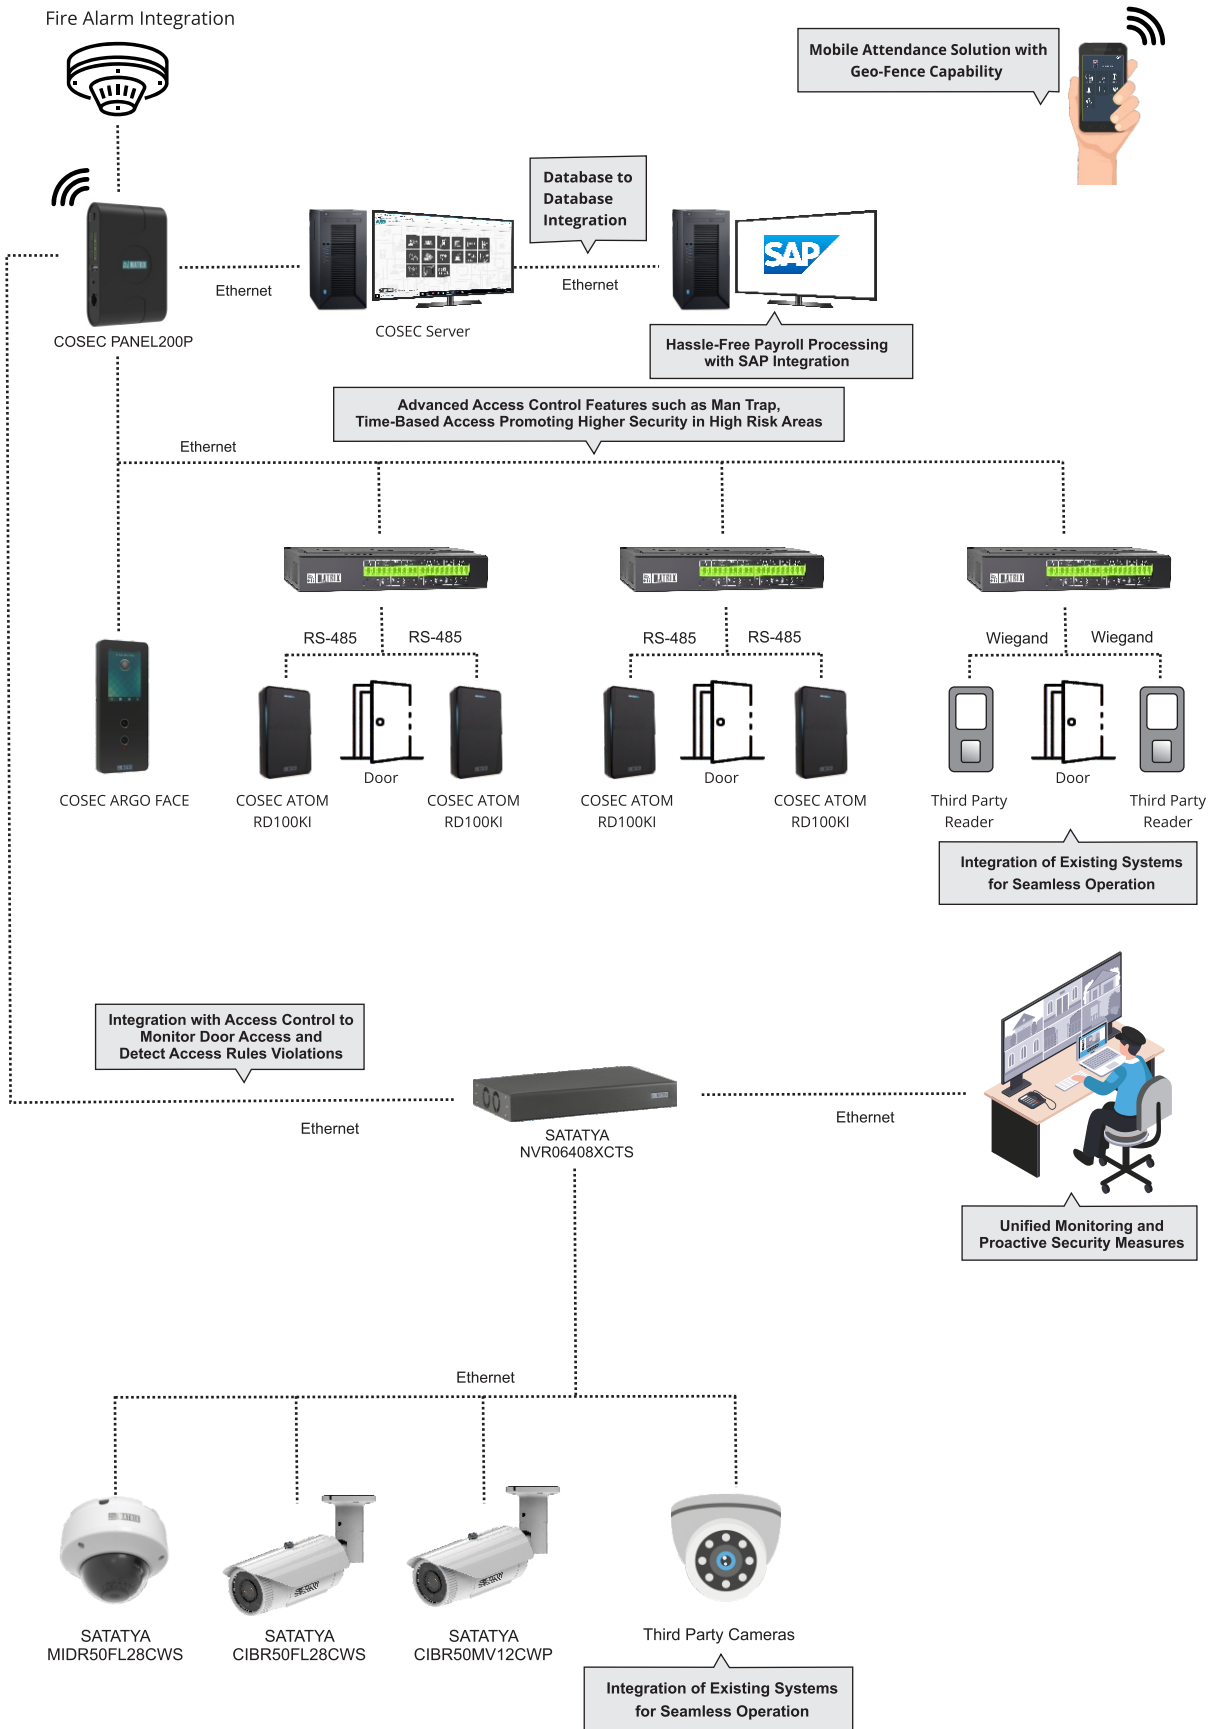 Fire Alarm Integration
Mobile Attendance Solution with
Geo-Fence Capability
Database to
Database
Integration
SAP
MATRIX
Ethernet
Ethernet
COSEC PANEL200P
COSEC Server
Hassle-Free Payroll Processing
with SAP Integration
Advanced Access Control Features such as Man Trap,
Time-Based Access Promoting Higher Security in High Risk Areas
Ethernet
MATRIX
MATRIX
MATRIX
RS-485
RS-485
RS-485
RS-485
Wiegand
Wiegand
Door
Door
Door
COSEC ARGO FACE
COSEC ATOM
RD100KI
COSEC ATOM
RD100KI
COSEC ATOM
RD100KI
COSEC ATOM
RD100KI
Third Party
Reader
Third Party
Reader
Integration of Existing Systems
for Seamless Operation
Integration with Access Control to
Monitor Door Access and
Detect Access Rules Violations
Ethernet
SATATYA
NVR06408XCTS
Ethernet
Unified Monitoring and
Proactive Security Measures
Ethernet
MATRIX
SATATYA
MIDR50FL28CWS
SATATYA
CIBR50FL28CWS
SATATYA
CIBR50MV12CWP
Third Party Cameras
Integration of Existing Systems
for Seamless Operation